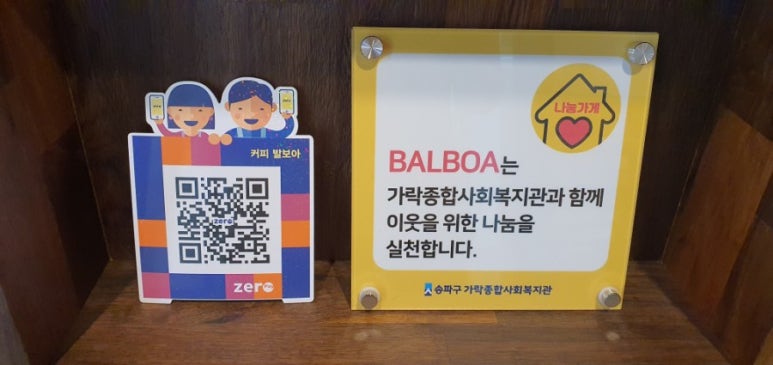 커피 발보아
zero
zero
나눔가게
BALBOA는
가락종합사회복지관과 함께
이웃을 위한 나눔을
실천합니다.
송파구 가락종합사회복지관